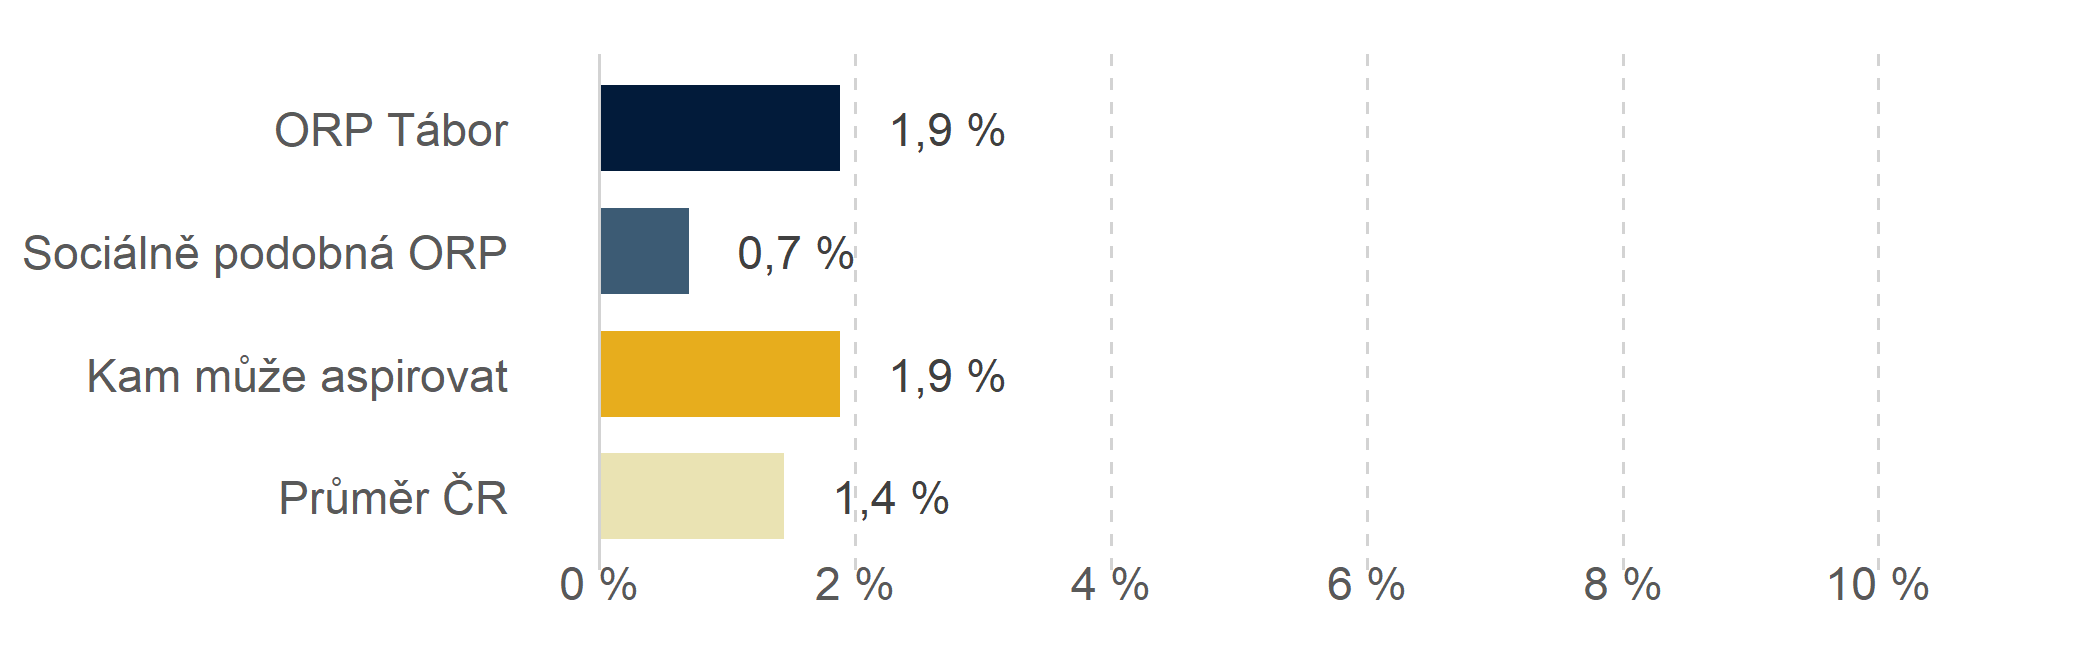 ORP Tábor 1,9 %
Sociálně podobná ORP 0,7 %
Kam může aspirovat 1,9 %
Průměr ČR 1,4 %
0 % 2 % 4 % 6 % 8 % 10 %